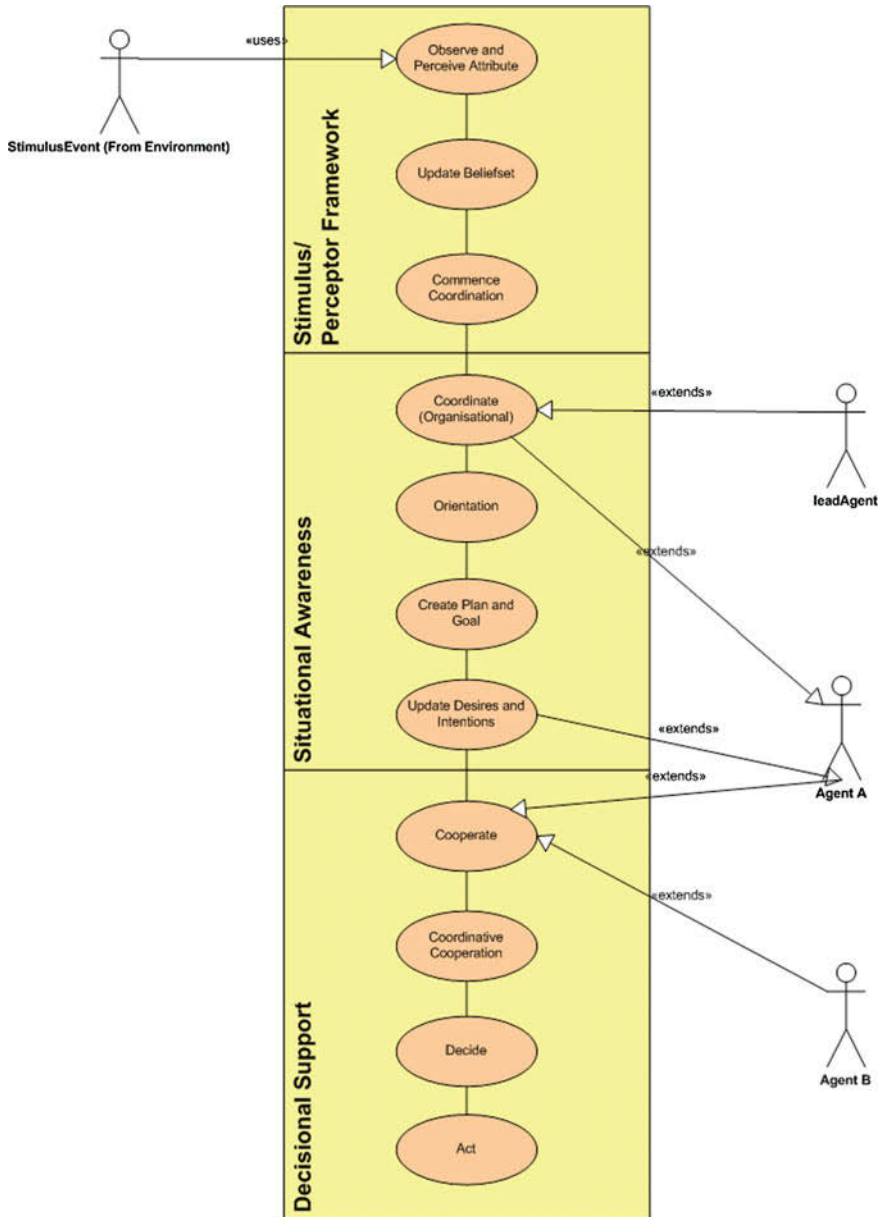 «uses»
Observe and
Perceive Attribute
StimulusEvent (From Environment)
Update Beliefset
Stimulus/
Perceptor Framework
Commence
Coordination
«extends»
Coordinate
(Organisational)
leadAgent
Orientation
«extends»
Situational Awareness
Create Plan and
Goal
Update Desires and
Intentions
«extends»
«extends»
Agent A
Cooperate
«extends»
Coordinative
Cooperation
Decisional Support
Decide
Agent B
Act